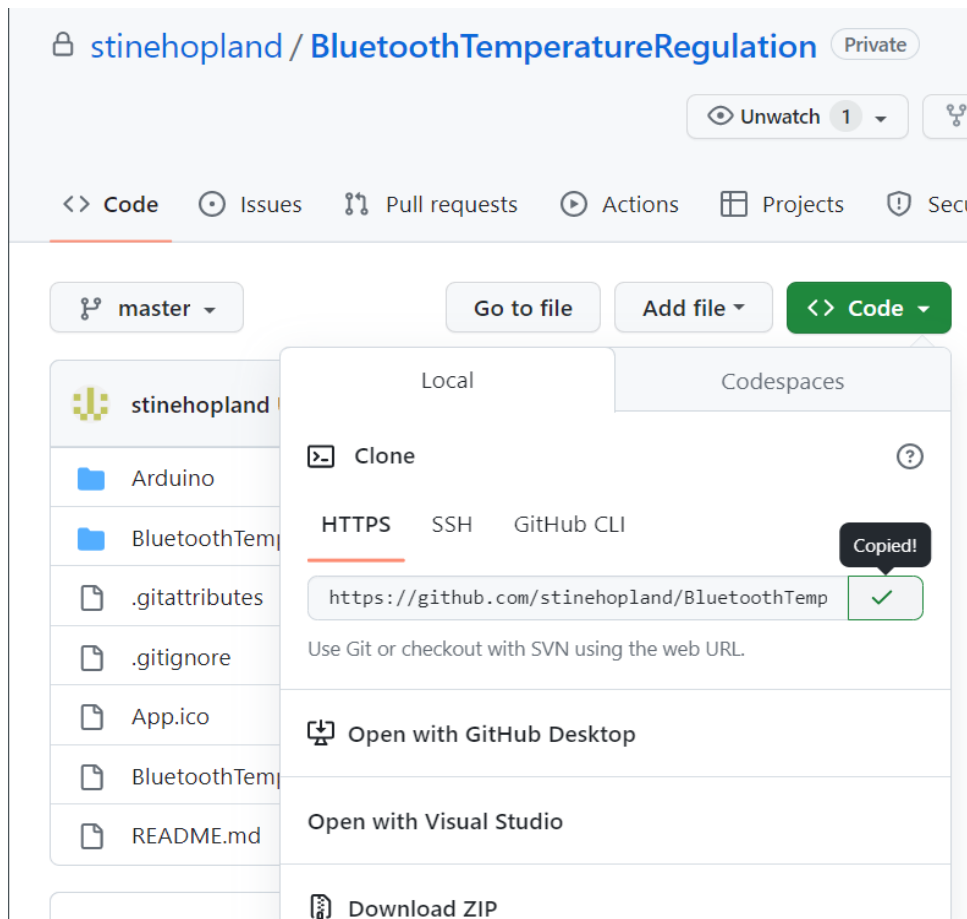 stinehopland / BluetoothTemperatureRegulation Private
Unwatch 1
<> Code Issues Pull requests Actions Projects Secu
master Go to file Add file <> Code
Local Codespaces
stinehopland
Clone
Arduino
HTTPS SSH GitHub CLI
BluetoothTemp
Copied!
.gitattributes https://github.com/stinehopland/BluetoothTemp
.gitignore Use Git or checkout with SVN using the web URL.
App.ico Open with GitHub Desktop
BluetoothTemp
README.md Open with Visual Studio
Download ZIP